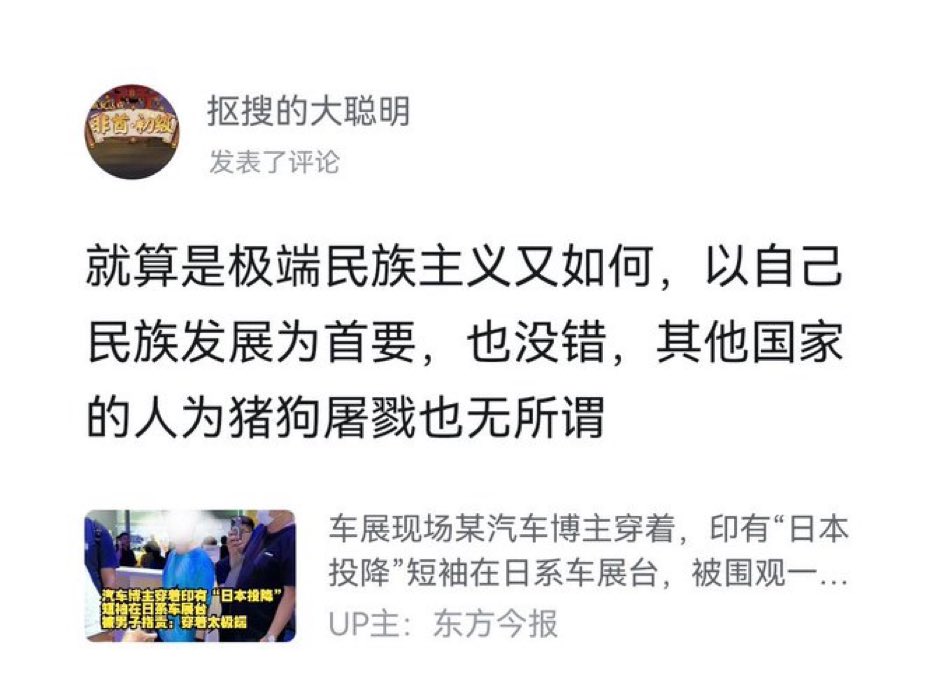 非酋·初级
抠搜的大聪明
发表了评论
就算是极端民族主义又如何，以自己
民族发展为首要，也没错，其他国家
的人为猪狗屠戮也无所谓
车展现场某汽车博主穿着，印有“日本
投降”短袖在日系车展台，被围观一...
汽车博主穿着印有“日本投降”
短袖在日系车展台
被男子指责：穿着太极端
UP主：东方今报